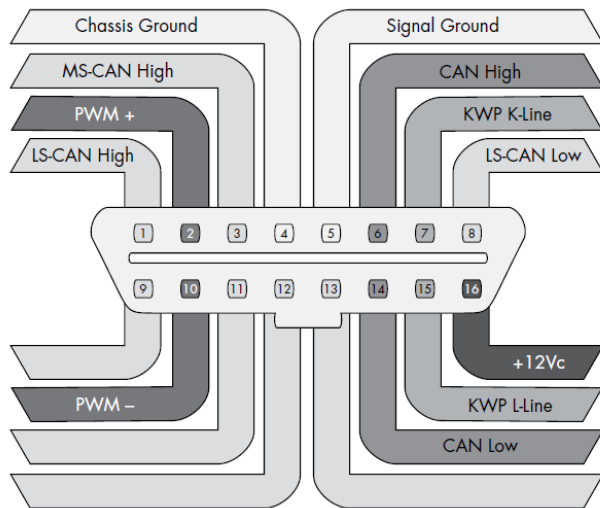 Chassis Ground
Signal Ground
MS-CAN High
CAN High
PWM +
KWP K-Line
LS-CAN High
LS-CAN Low
1 2 3 4 5 6 7 8
9 10 11 12 13 14 15 16
+12Vc
PWM –
KWP L-Line
CAN Low